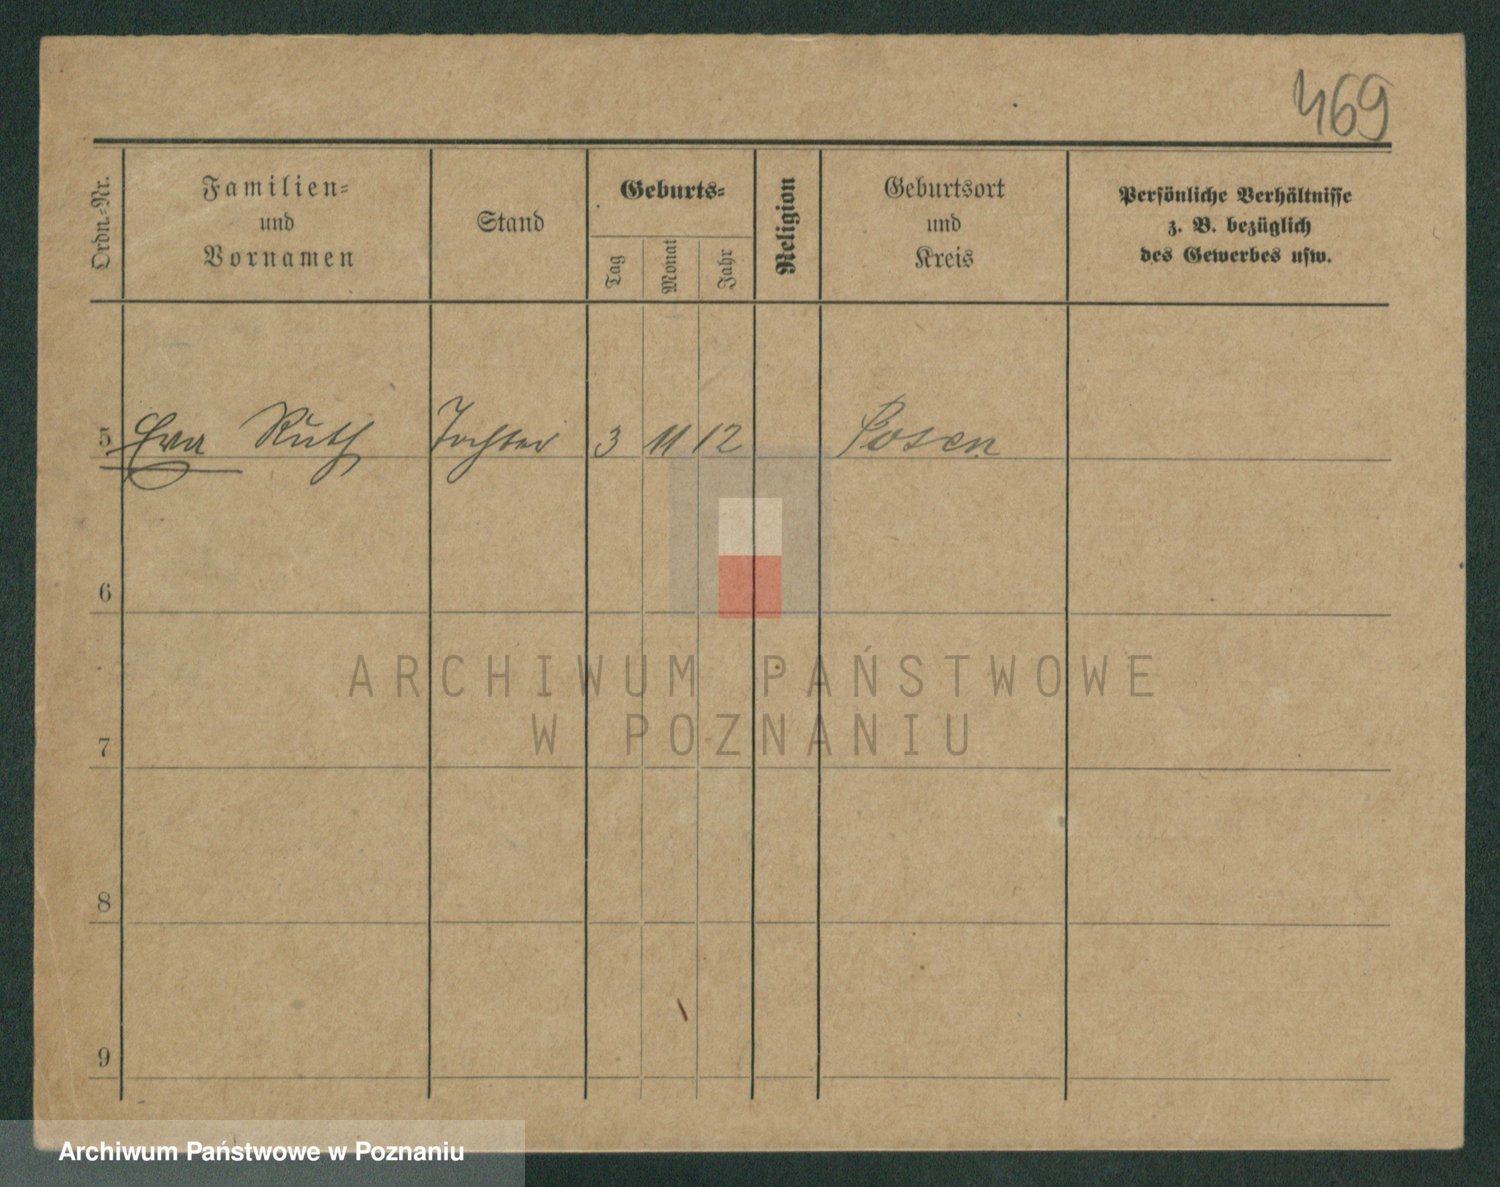 469
Ordn.-Nr.
Familien-
und
Vornamen
Stand
Geburts-
Tag
Monat
Jahr
Religion
Geburtsort
und
Kreis
Persönliche Verhältnisse
z. B. bezüglich
des Gewerbes usw.
5 Eva Ruth Tochter 3 11 12 Posen
6
ARCHIWUM PAŃSTWOWE
W POZNANIU
7
8
9
Archiwum Państwowe w Poznaniu